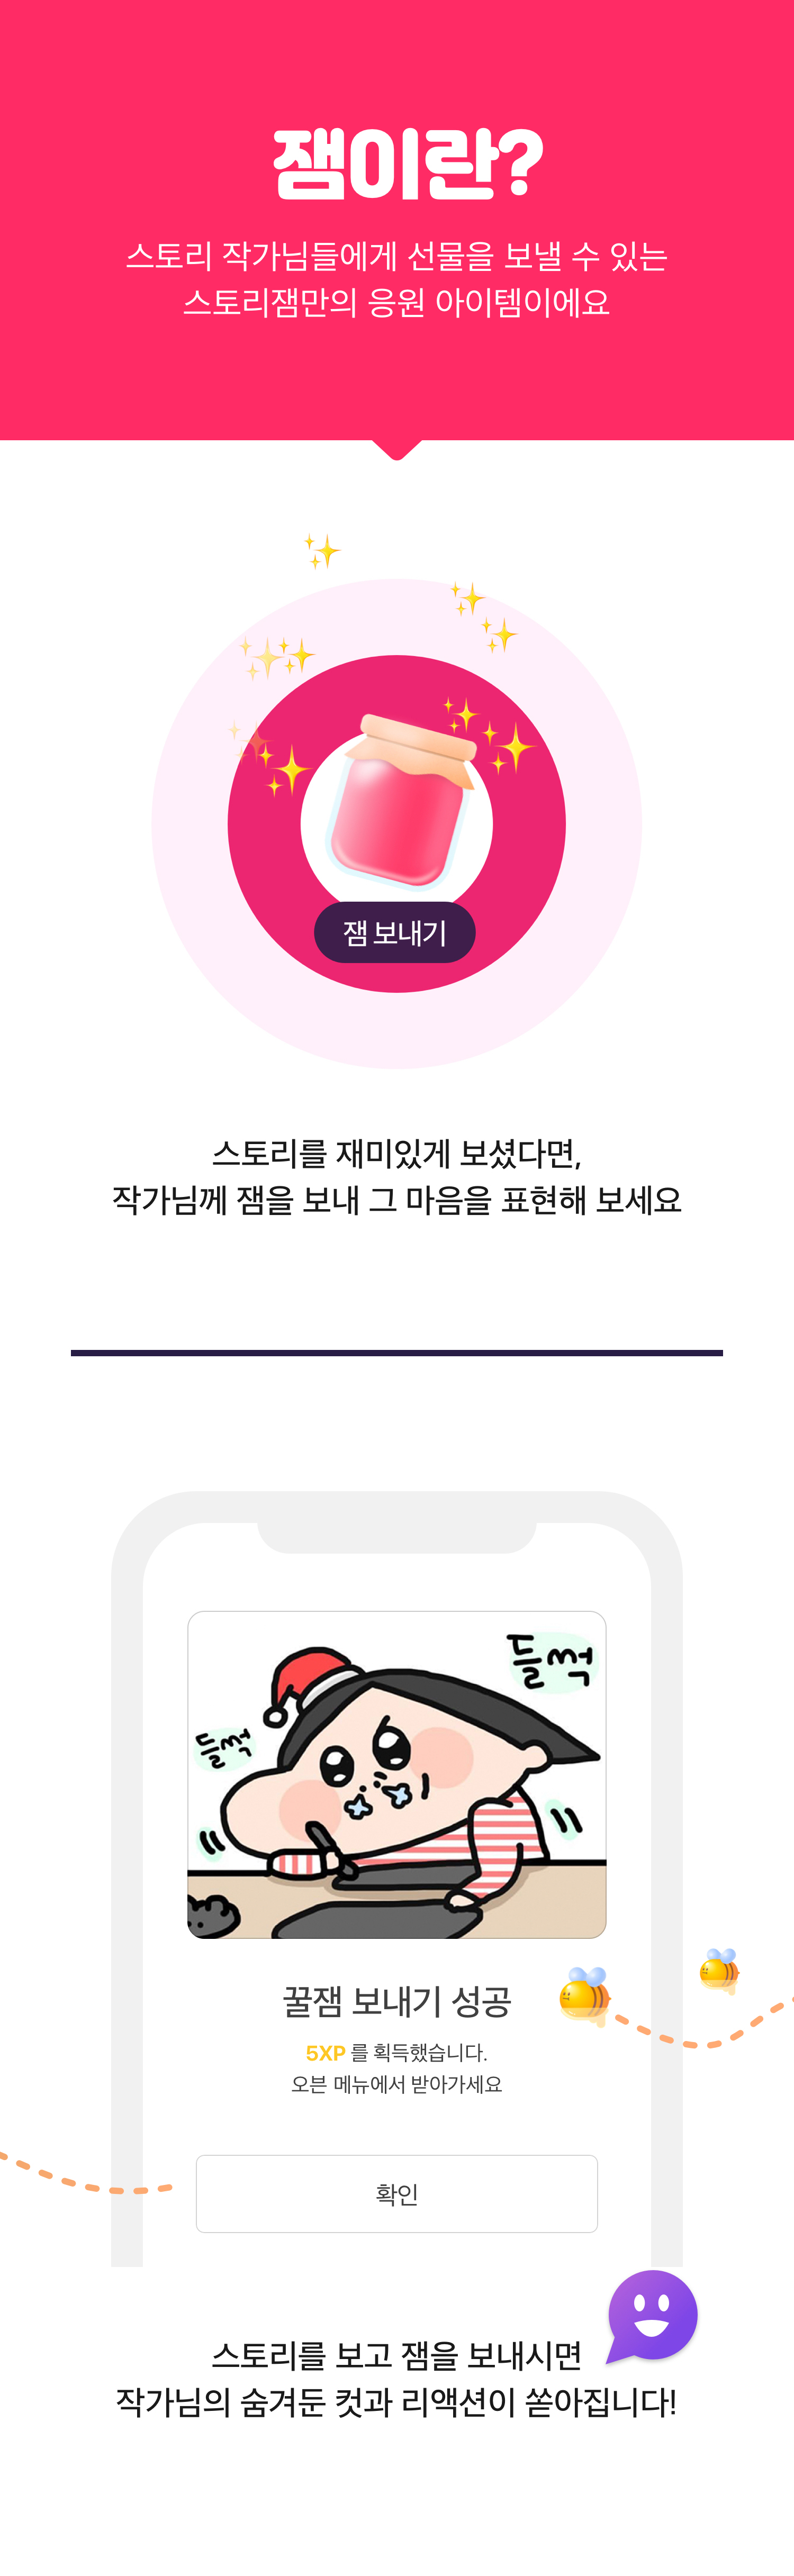 잼이란?
스토리 작가님들에게 선물을 보낼 수 있는
스토리잼만의 응원 아이템이에요
잼 보내기
스토리를 재미있게 보셨다면,
작가님께 잼을 보내 그 마음을 표현해 보세요
들썩
들썩
꿀잼 보내기 성공
5XP 를 획득했습니다.
오븐 메뉴에서 받아가세요
확인
스토리를 보고 잼을 보내시면
작가님의 숨겨둔 컷과 리액션이 쏟아집니다!